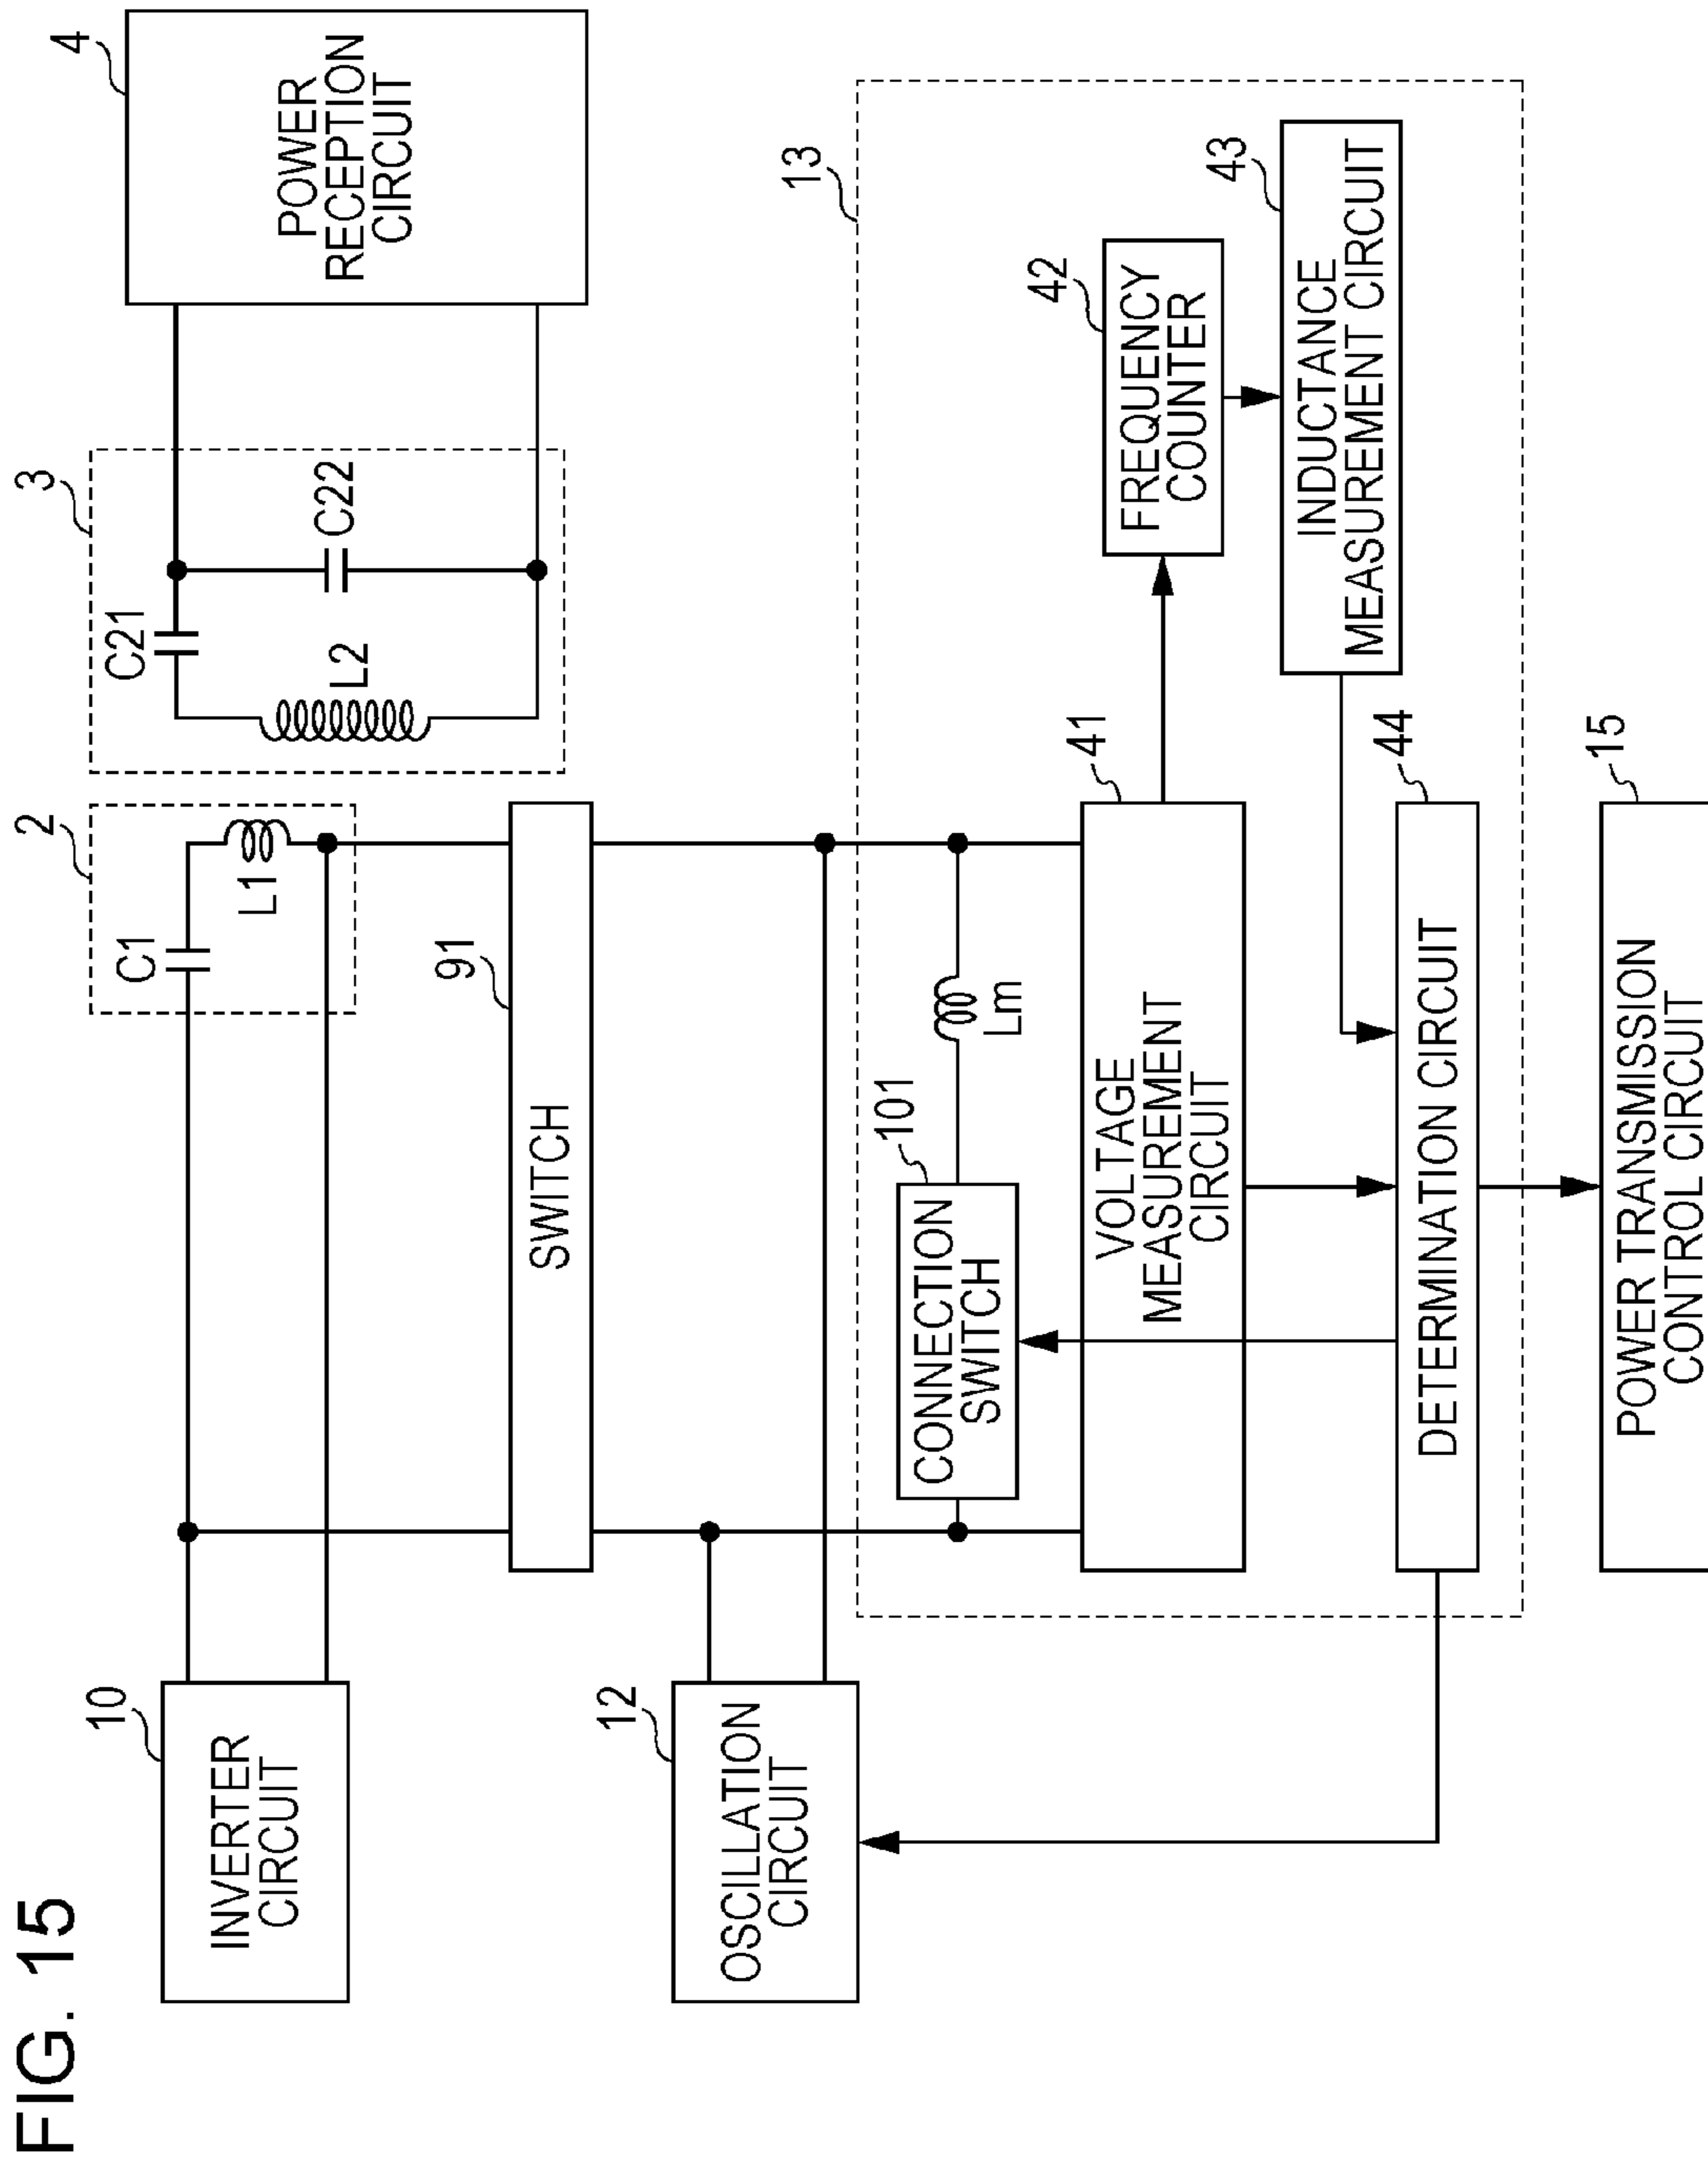 FIG. 15
10
INVERTER
CIRCUIT
2
C1
L1
3
C21
L2
C22
4
POWER
RECEPTION
CIRCUIT
91
SWITCH
12
OSCILLATION
CIRCUIT
13
101
CONNECTION
SWITCH
Lm
41
VOLTAGE
MEASUREMENT
CIRCUIT
42
FREQUENCY
COUNTER
43
INDUCTANCE
MEASUREMENT CIRCUIT
44
DETERMINATION CIRCUIT
15
POWER TRANSMISSION
CONTROL CIRCUIT